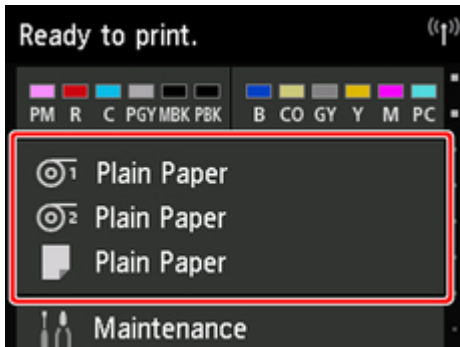 Ready to print.
PM R C PGY MBK PBK B CO GY Y M PC
1 Plain Paper
2 Plain Paper
Plain Paper
Maintenance